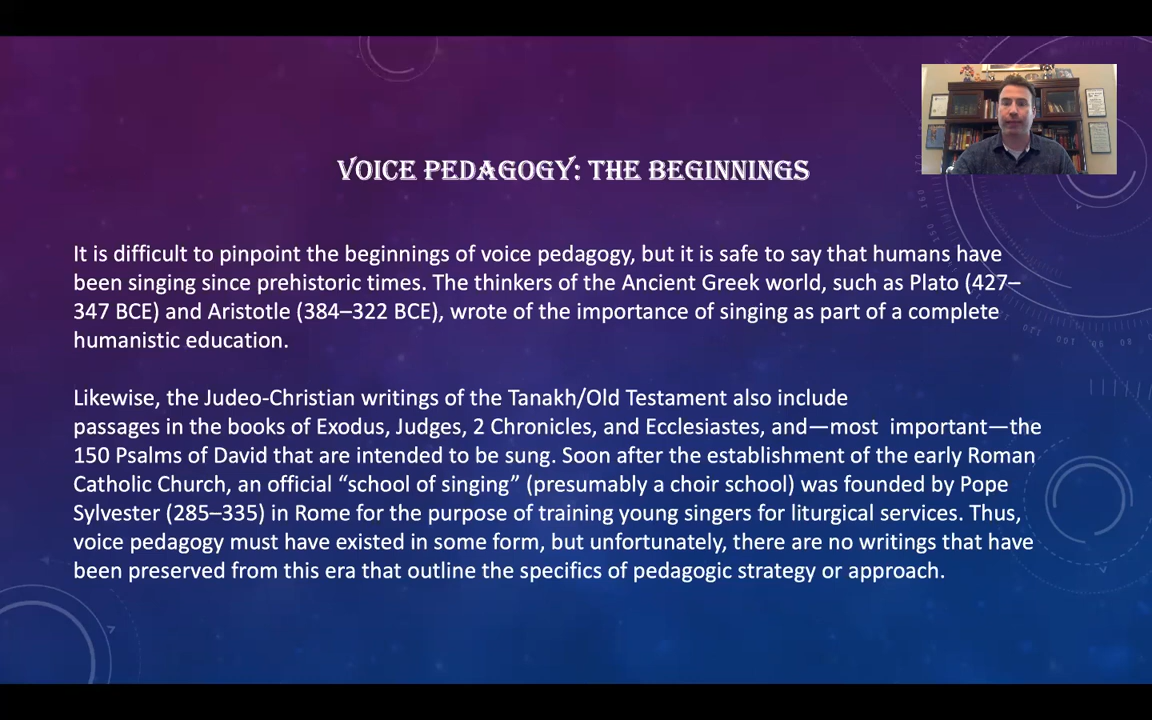 VOICE PEDAGOGY: THE BEGINNINGS
It is difficult to pinpoint the beginnings of voice pedagogy, but it is safe to say that humans have
been singing since prehistoric times. The thinkers of the Ancient Greek world, such as Plato (427–
347 BCE) and Aristotle (384–322 BCE), wrote of the importance of singing as part of a complete
humanistic education.
Likewise, the Judeo-Christian writings of the Tanakh/Old Testament also include
passages in the books of Exodus, Judges, 2 Chronicles, and Ecclesiastes, and—most  important—the
150 Psalms of David that are intended to be sung. Soon after the establishment of the early Roman
Catholic Church, an official “school of singing” (presumably a choir school) was founded by Pope
Sylvester (285–335) in Rome for the purpose of training young singers for liturgical services. Thus,
voice pedagogy must have existed in some form, but unfortunately, there are no writings that have
been preserved from this era that outline the specifics of pedagogic strategy or approach.